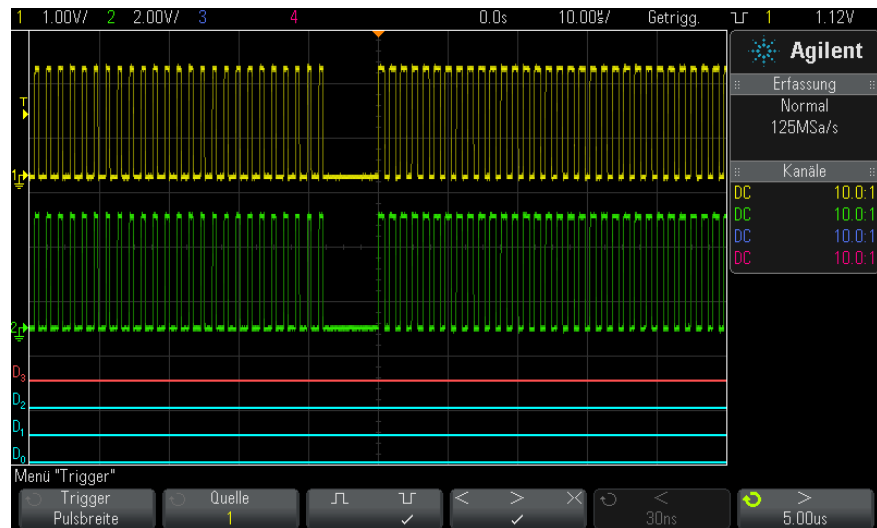 1 1.00V/ 2 2.00V/ 3 4 0.0s 10.00µs/ Getrigg. 1 1.12V
Agilent
Erfassung
Normal
125MSa/s
Kanäle
DC 10.0:1
DC 10.0:1
DC 10.0:1
DC 10.0:1
T
1
2
D3
D2
D1
D0
Menü "Trigger"
Trigger Quelle < > >< < >
Pulsbreite 1 30ns 5.00us